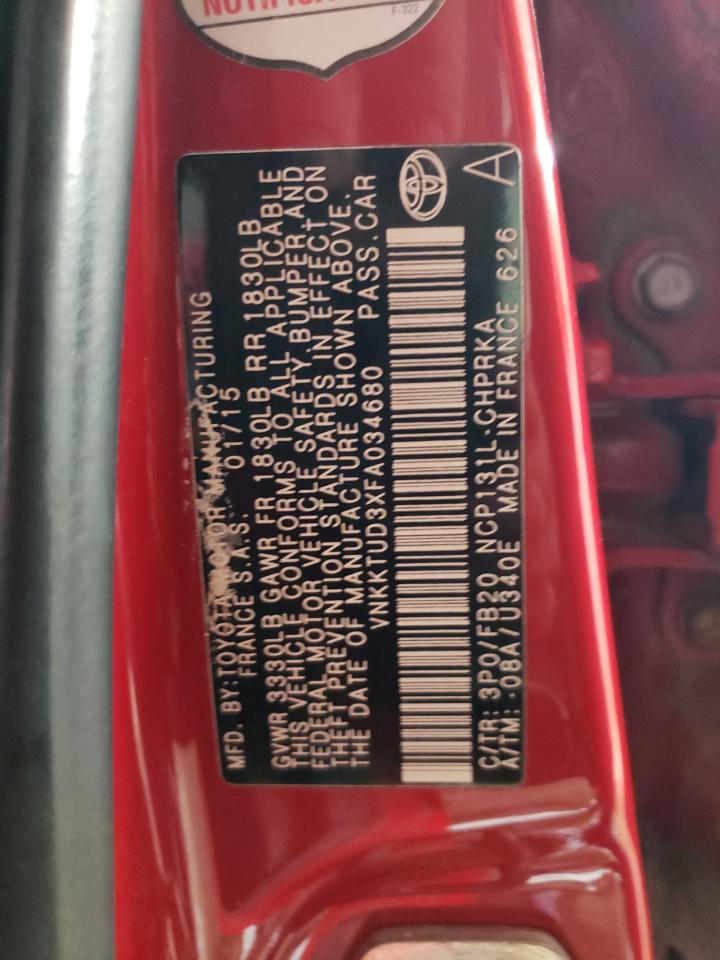 NOTIFICA
F-322
MFD. BY: TOYOTA MOTOR MANUFACTURING
FRANCE S.A.S. 01/15
GVWR 3330LB GAWR FR 1830LB RR 1830LB
THIS VEHICLE CONFORMS TO ALL APPLICABLE
FEDERAL MOTOR VEHICLE SAFETY, BUMPER, AND
THEFT PREVENTION STANDARDS IN EFFECT ON
THE DATE OF MANUFACTURE SHOWN ABOVE.
VNKKTUD3XFA034680 PASS.CAR
C/TR: 3P0/FB20 NCP131L-CHPRKA
A/TM: -08A/U340E MADE IN FRANCE 626
A